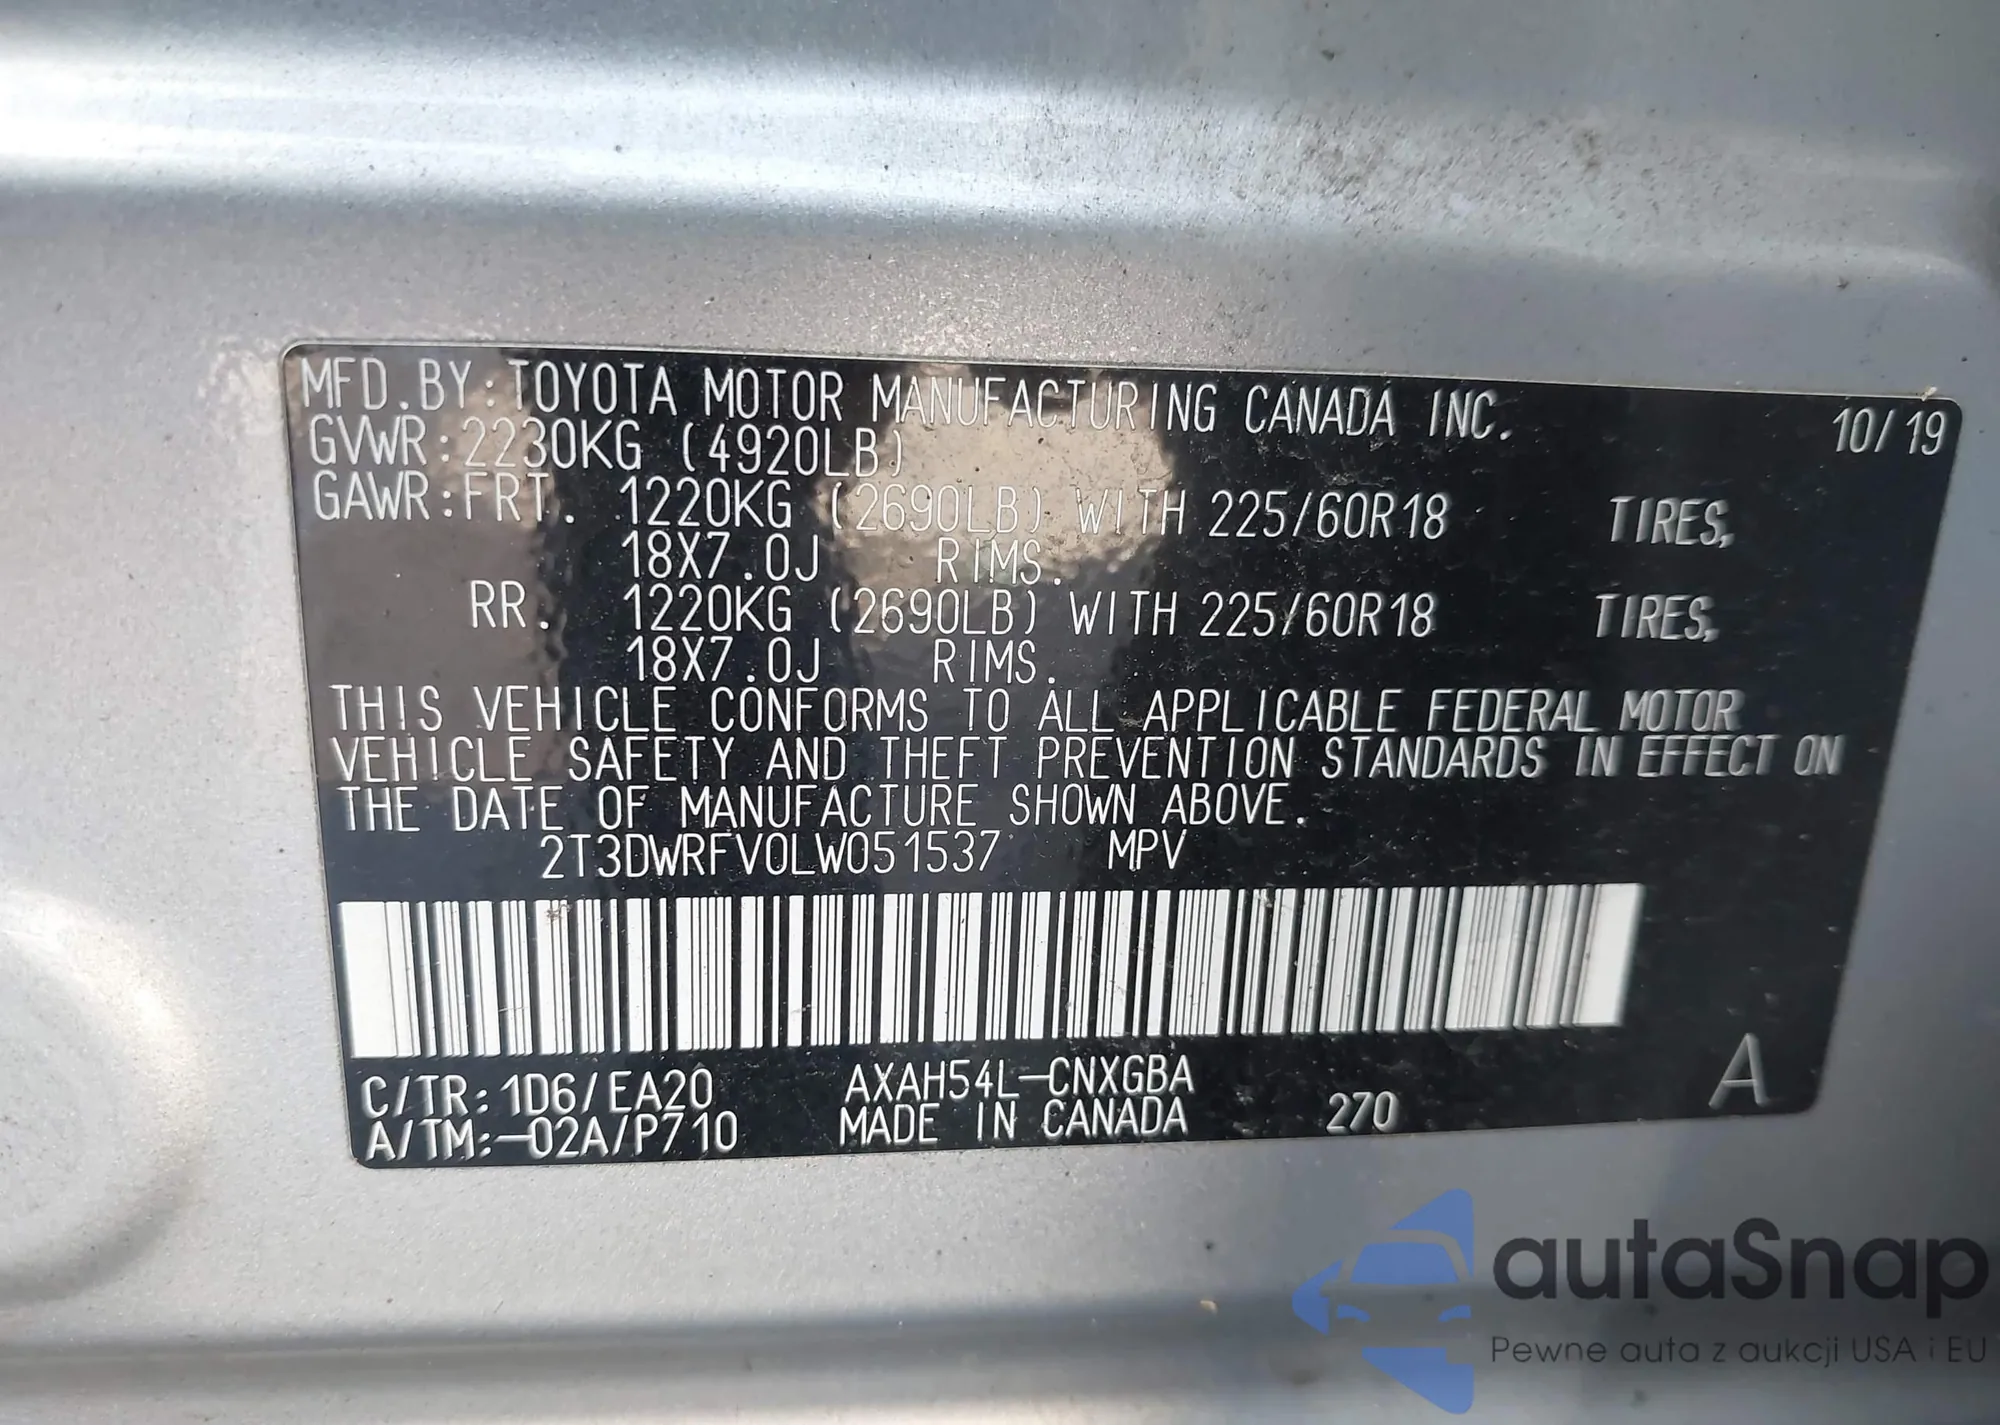 MFD.BY:TOYOTA MOTOR MANUFACTURING CANADA INC. 10/19
GVWR:2230KG (4920LB)
GAWR:FRT. 1220KG (2690LB) WITH 225/60R18 TIRES,
18X7.0J RIMS.
RR. 1220KG (2690LB) WITH 225/60R18 TIRES,
18X7.0J RIMS.
THIS VEHICLE CONFORMS TO ALL APPLICABLE FEDERAL MOTOR
VEHICLE SAFETY AND THEFT PREVENTION STANDARDS IN EFFECT ON
THE DATE OF MANUFACTURE SHOWN ABOVE.
2T3DWRFV0LW051537 MPV
C/TR:1D6/EA20 AXAH54L-CNXGBA A
A/TM:-02A/P710 MADE IN CANADA 270
autaSnap
Pewne auta z aukcji USA i EU